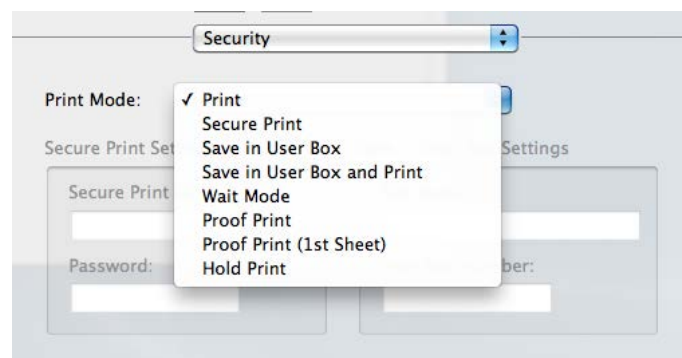 Security
Print Mode: ✓ Print
Secure Print
Save in User Box
Save in User Box and Print
Wait Mode
Proof Print
Proof Print (1st Sheet)
Hold Print
Secure Print Settings
Secure Print
Password: ber: